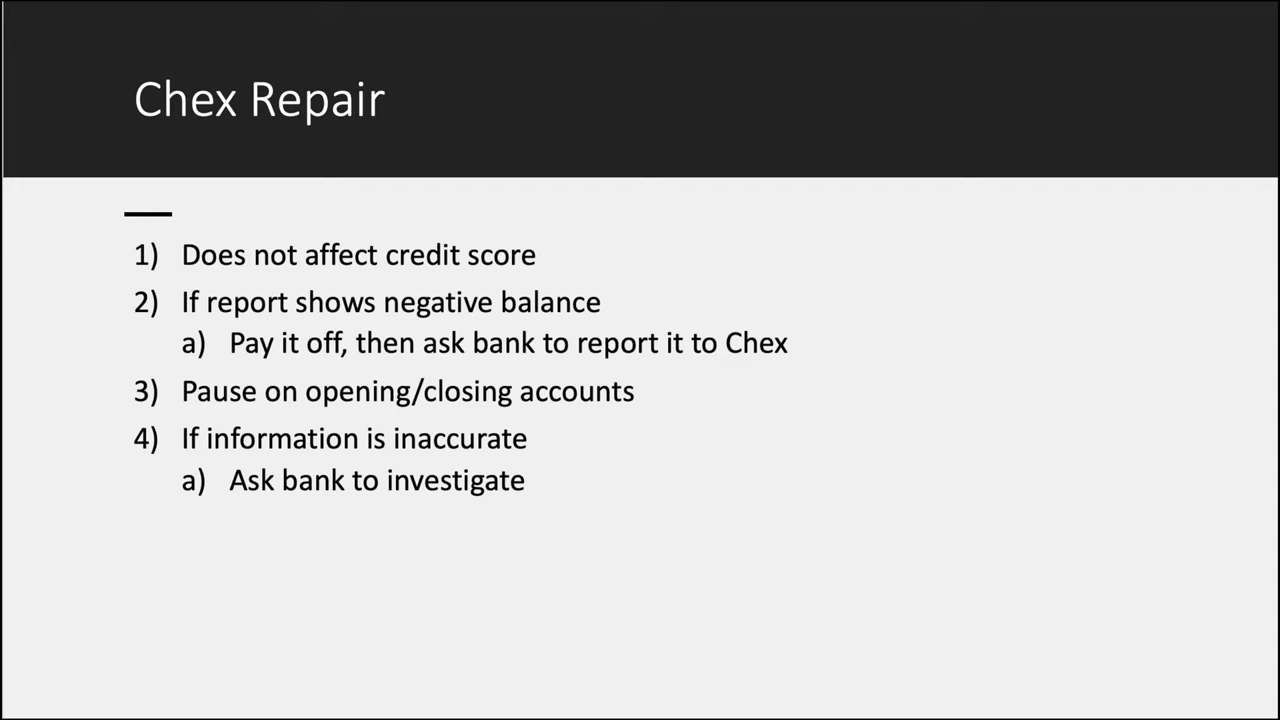 Chex Repair
1) Does not affect credit score
2) If report shows negative balance
a) Pay it off, then ask bank to report it to Chex
3) Pause on opening/closing accounts
4) If information is inaccurate
a) Ask bank to investigate